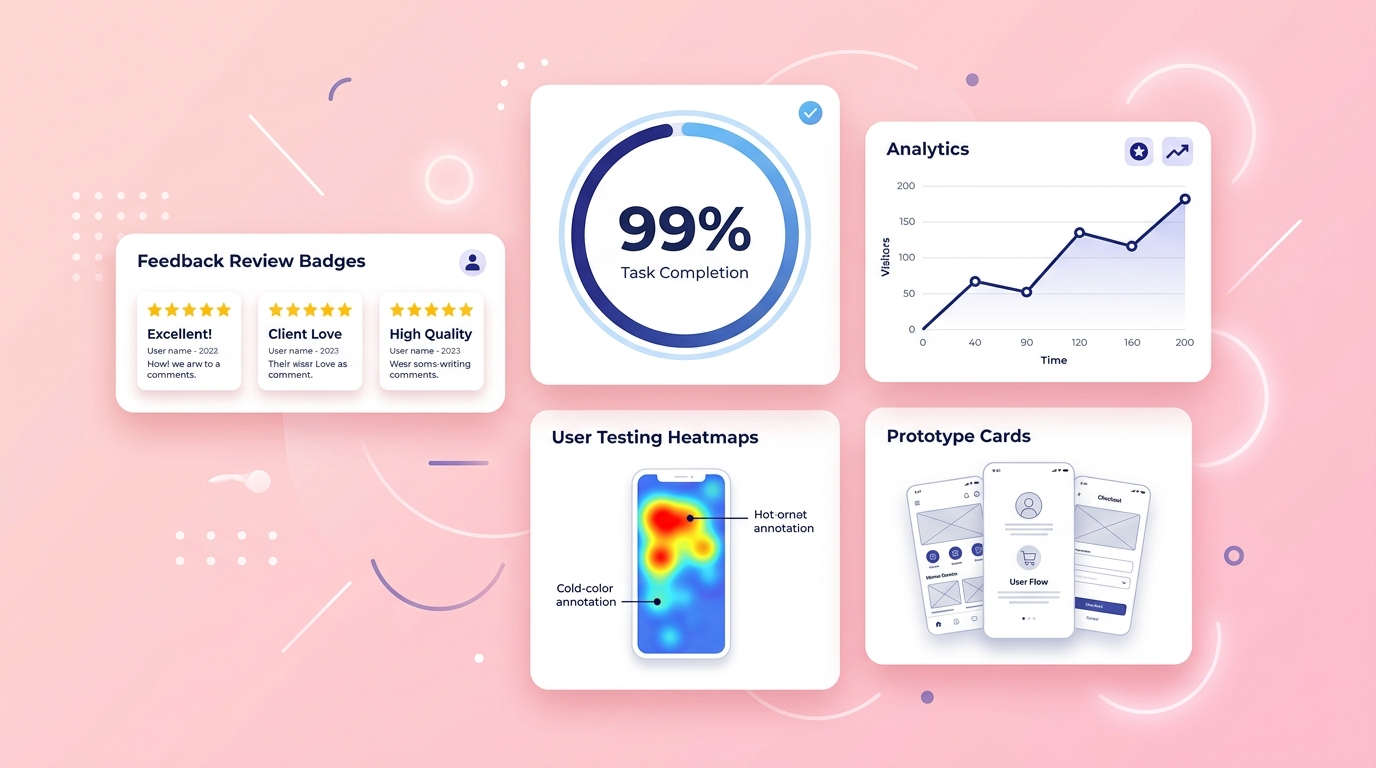 Feedback Review Badges
Excellent!
User name - 2022
How! we arw to a
comments.
Client Love
User name - 2023
Their wisır Love as
comment.
High Quality
User name - 2023
Wesr soms-writing
comments.
99%
Task Completion
Analytics
200
150
100
50
0
Visitors
0 40 90 120 160 200
Time
User Testing Heatmaps
Hot-ornet
annotation
Cold-color
annotation
Prototype Cards
9:41
User Flow
Checkout